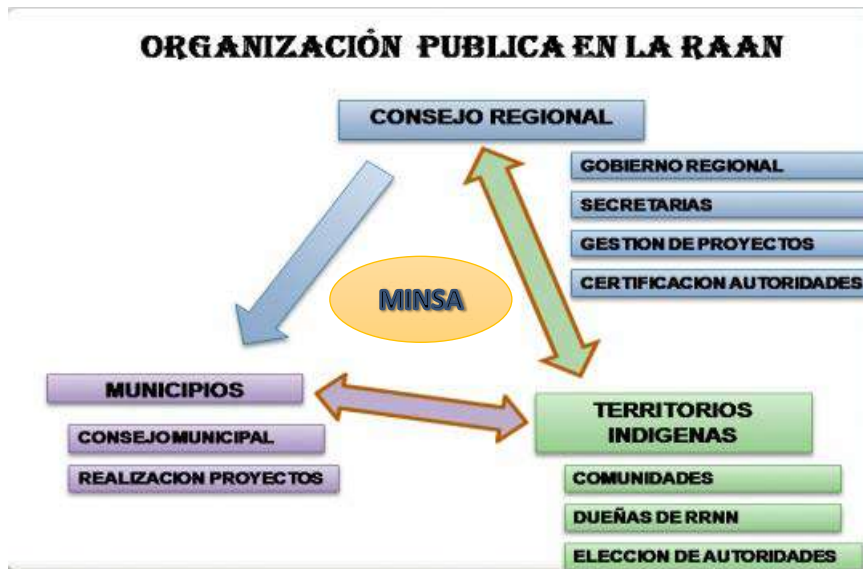 ORGANIZACIÓN PUBLICA EN LA RAAN
CONSEJO REGIONAL
GOBIERNO REGIONAL
SECRETARIAS
GESTION DE PROYECTOS
CERTIFICACION AUTORIDADES
MINSA
MUNICIPIOS
CONSEJO MUNICIPAL
REALIZACION PROYECTOS
TERRITORIOS
INDIGENAS
COMUNIDADES
DUEÑAS DE RRNN
ELECCION DE AUTORIDADES